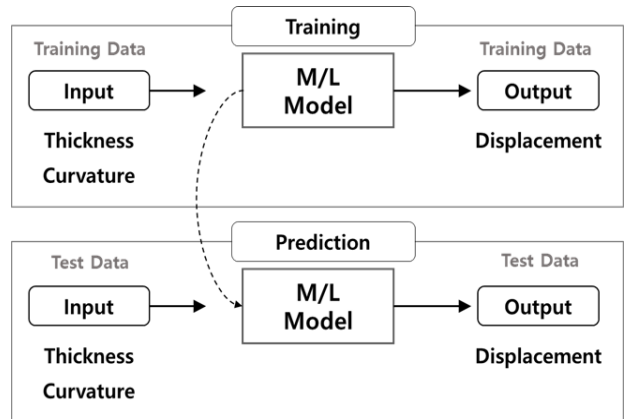 Training
Training Data
Training Data
Input
M/L
Model
Output
Thickness
Curvature
Displacement
Prediction
Test Data
Test Data
Input
M/L
Model
Output
Thickness
Curvature
Displacement